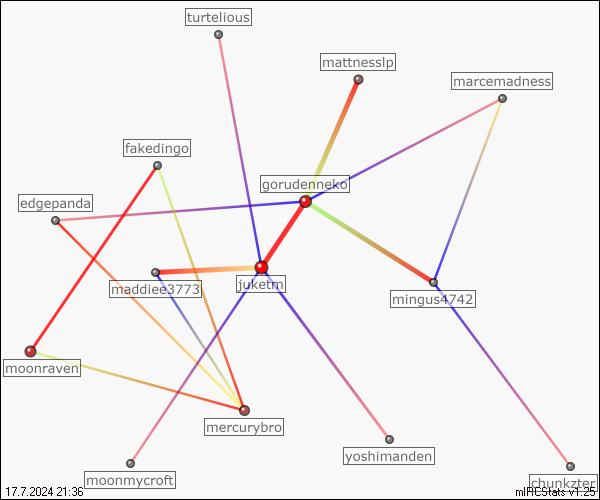 turtelious
mattnesslp
marcemadness
fakedingo
gorudenneko
edgepanda
maddiee3773
juketm
mingus4742
moonraven
mercurybro
yoshimanden
moonmycroft
chunkzter
17.7.2024 21:36
mIRCStats v1.25